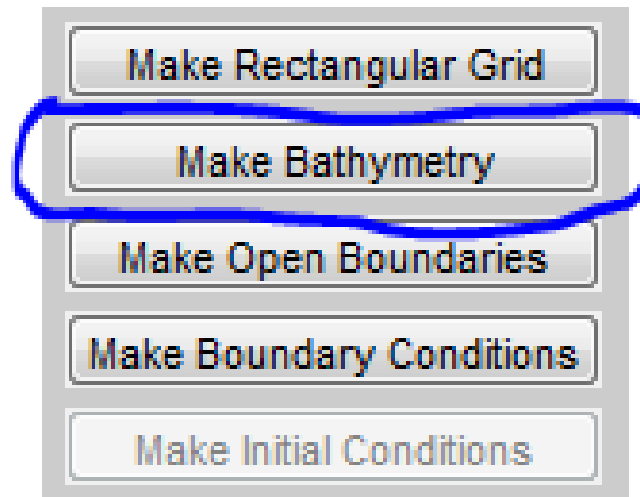 Make Rectangular Grid
Make Bathymetry
Make Open Boundaries
Make Boundary Conditions
Make Initial Conditions